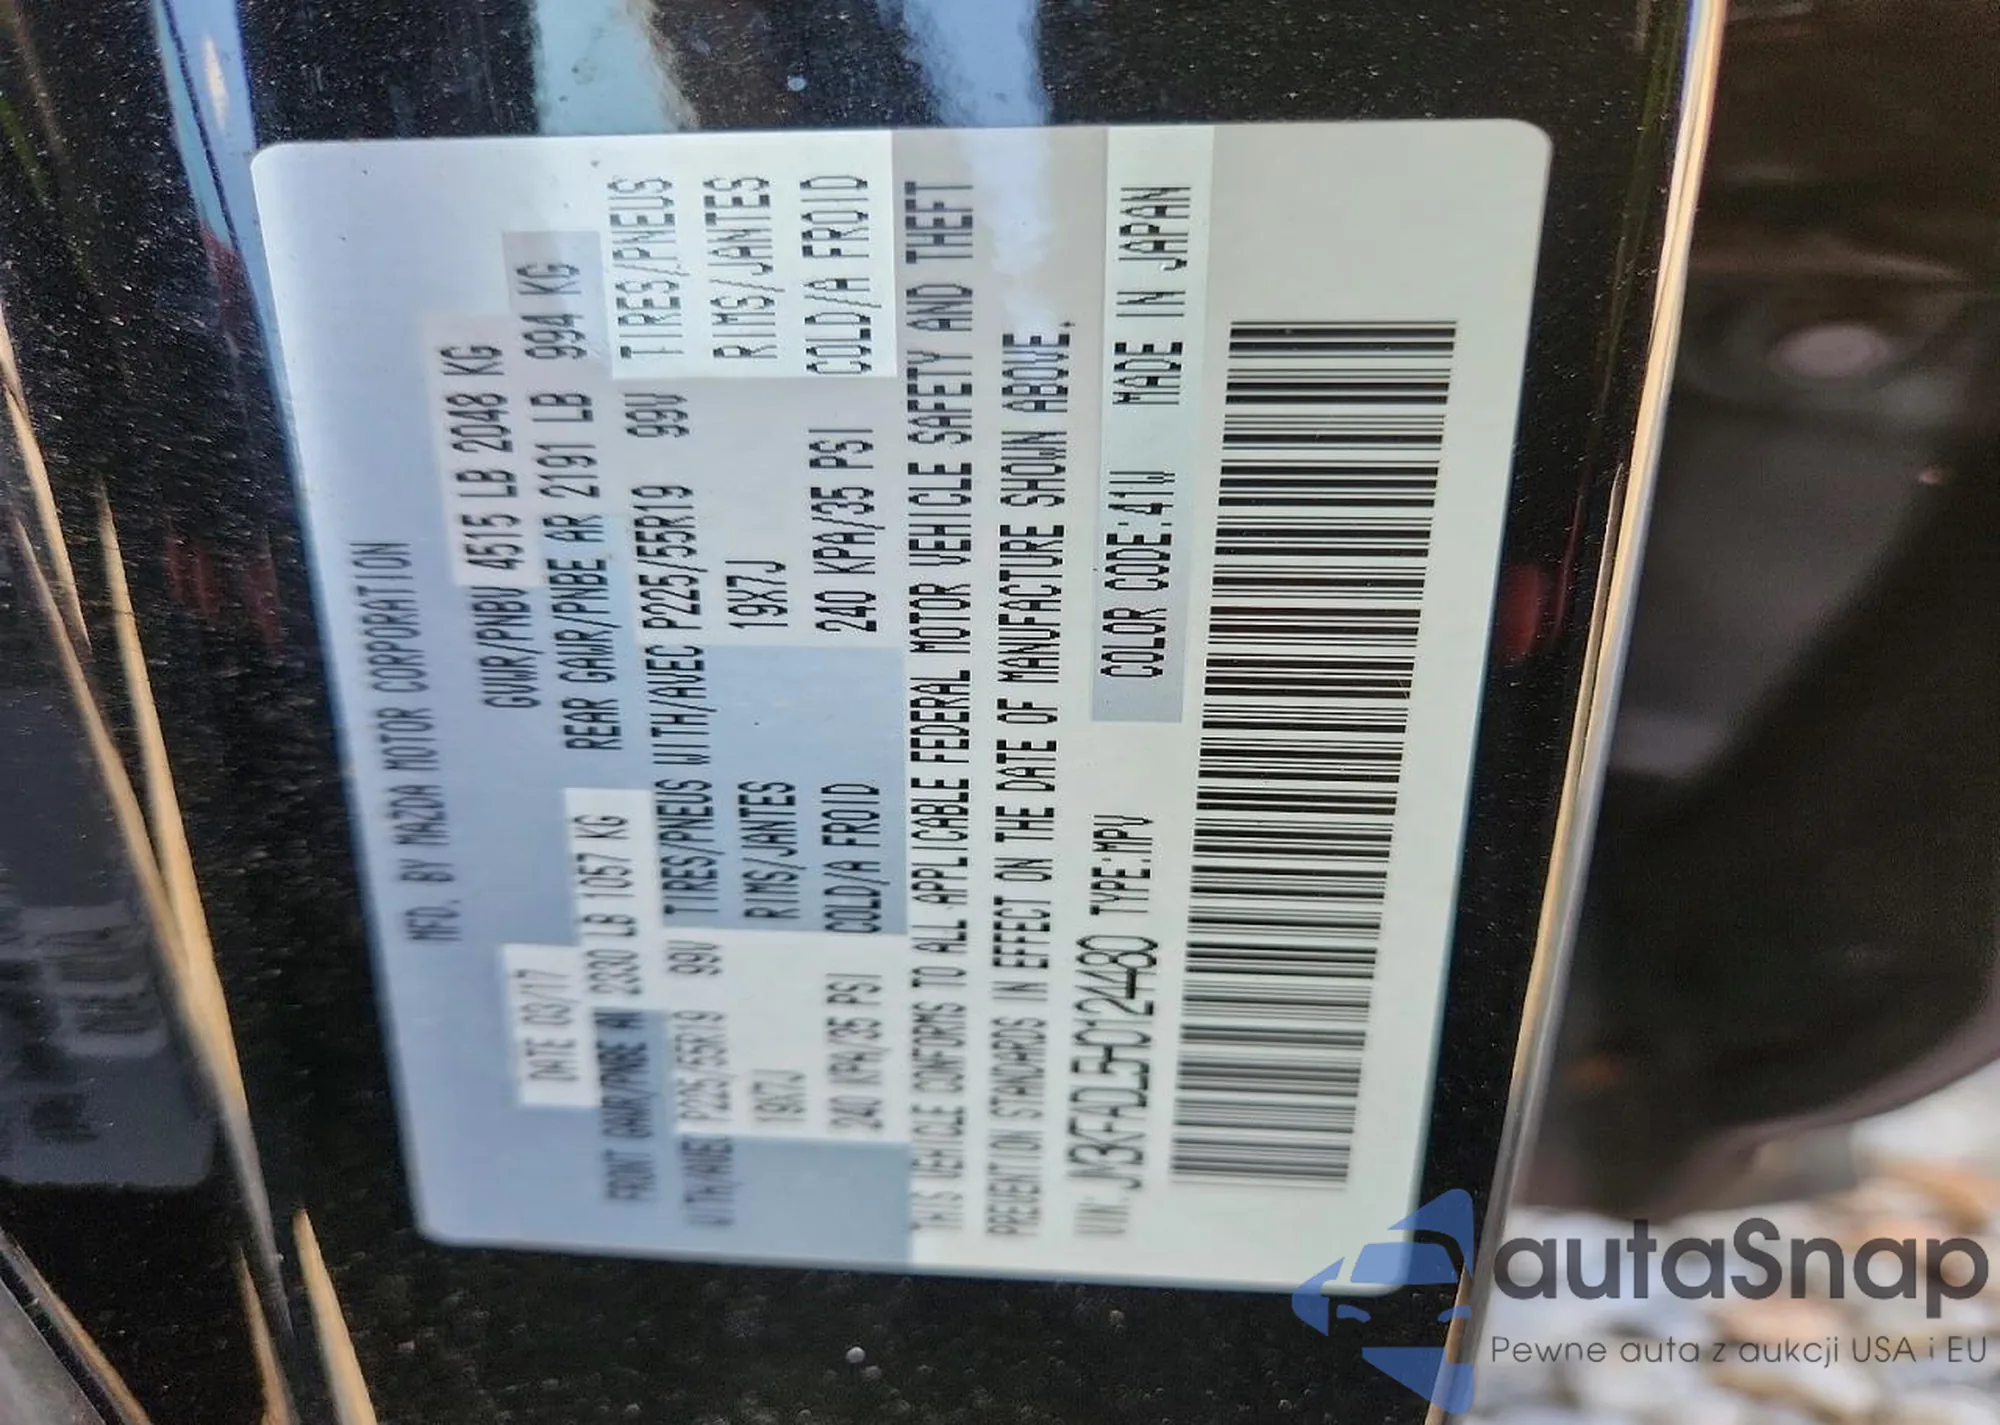 MFD. BY MAZDA MOTOR CORPORATION
DATE 03/17 GVWR/PNBV 4515 LB 2048 KG
FRONT GAWR/PNBE AV 2330 LB 1057 KG REAR GAWR/PNBE AR 2191 LB 994 KG
WITH/AVEC P225/55R19 99V TIRES/PNEUS WITH/AVEC P225/55R19 99V TIRES/PNEUS
19X7J RIMS/JANTES 19X7J RIMS/JANTES
240 KPA/35 PSI COLD/A FROID 240 KPA/35 PSI COLD/A FROID
THIS VEHICLE CONFORMS TO ALL APPLICABLE FEDERAL MOTOR VEHICLE SAFETY AND THEFT
PREVENTION STANDARDS IN EFFECT ON THE DATE OF MANUFACTURE SHOWN ABOVE.
VIN: JM3KFADL5H0124480 TYPE:MPV COLOR CODE:41W MADE IN JAPAN
autaSnap
Pewne auta z aukcji USA i EU